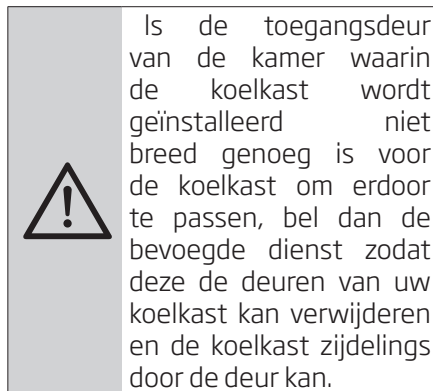 Is de toegangsdeur
van de kamer waarin
de koelkast wordt
geïnstalleerd niet
breed genoeg is voor
de koelkast om erdoor
te passen, bel dan de
bevoegde dienst zodat
deze de deuren van uw
koelkast kan verwijderen
en de koelkast zijdelings
door de deur kan.